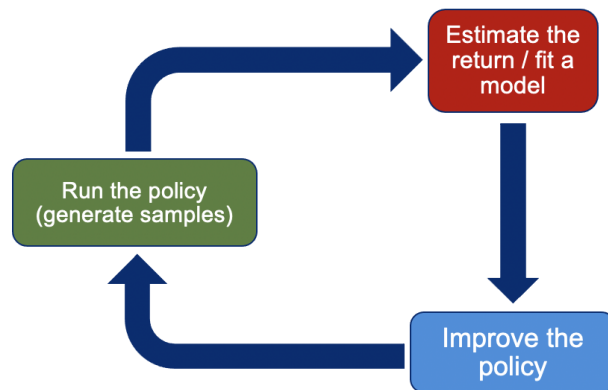 Estimate the
return / fit a
model
Run the policy
(generate samples)
Improve the
policy